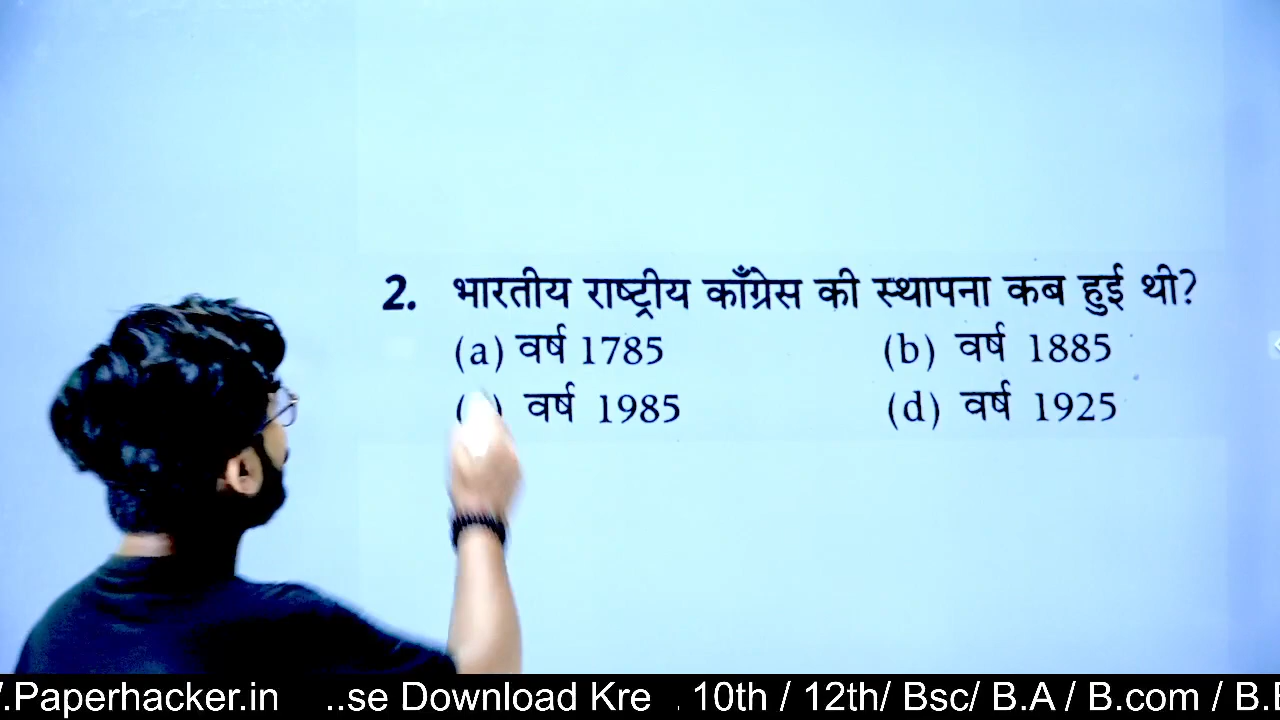 2. भारतीय राष्ट्रीय काँग्रेस की स्थापना कब हुई थी?
(a) वर्ष 1785 (b) वर्ष 1885
( ) वर्ष 1985 (d) वर्ष 1925
.Paperhacker.in ..se Download Kre . 10th / 12th/ Bsc/ B.A / B.com / B.